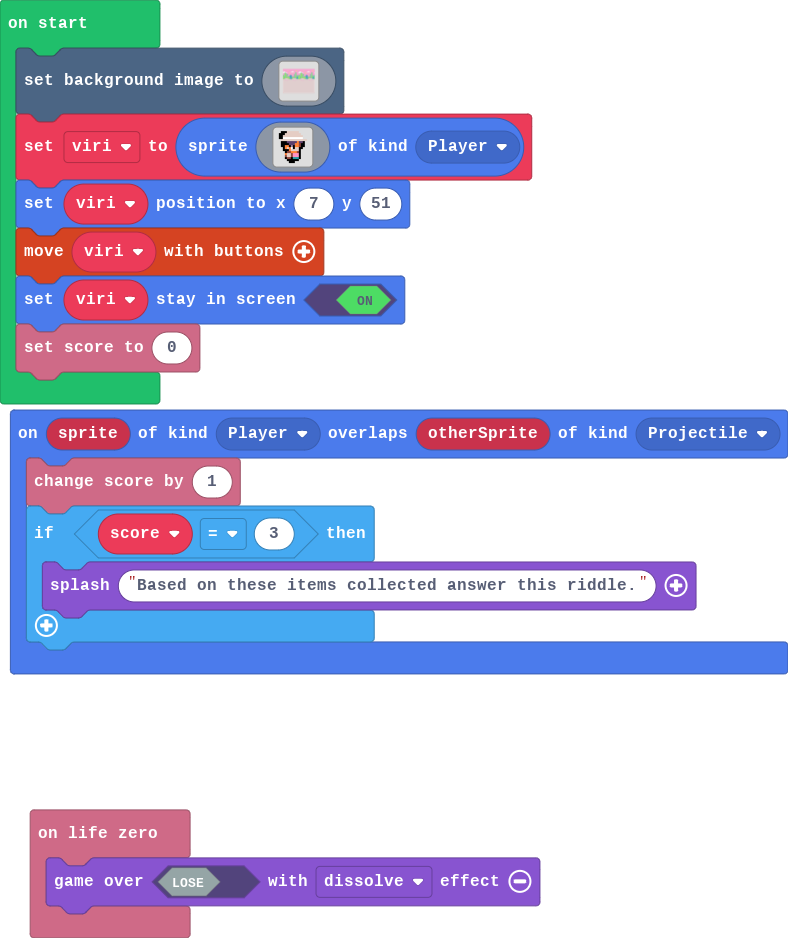 on start
set background image to
set viri to sprite of kind Player
set viri position to x 7 y 51
move viri with buttons
set viri stay in screen ON
set score to 0
on sprite of kind Player overlaps otherSprite of kind Projectile
change score by 1
if score = 3 then
splash "Based on these items collected answer this riddle."
on life zero
game over LOSE with dissolve effect